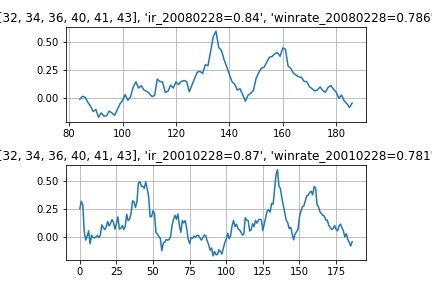 [32, 34, 36, 40, 41, 43], 'ir_20080228=0.84', 'winrate_20080228=0.786'
0.50
0.25
0.00
80 100 120 140 160 180
[32, 34, 36, 40, 41, 43], 'ir_20010228=0.87', 'winrate_20010228=0.781'
0.50
0.25
0.00
0 25 50 75 100 125 150 175